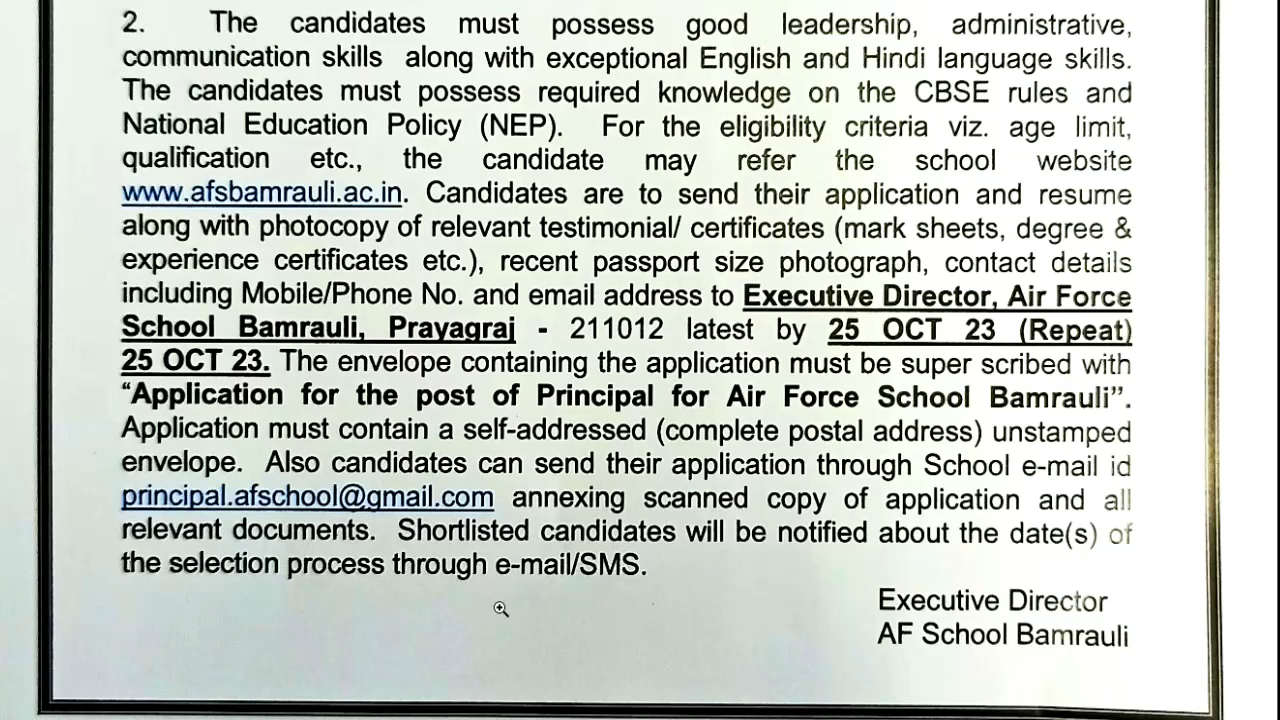 2. The candidates must possess good leadership, administrative,
communication skills along with exceptional English and Hindi language skills.
The candidates must possess required knowledge on the CBSE rules and
National Education Policy (NEP). For the eligibility criteria viz. age limit,
qualification etc., the candidate may refer the school website
www.afsbamrauli.ac.in. Candidates are to send their application and resume
along with photocopy of relevant testimonial/ certificates (mark sheets, degree &
experience certificates etc.), recent passport size photograph, contact details
including Mobile/Phone No. and email address to Executive Director, Air Force
School Bamrauli, Prayagraj - 211012 latest by 25 OCT 23 (Repeat)
25 OCT 23. The envelope containing the application must be super scribed with
“Application for the post of Principal for Air Force School Bamrauli”.
Application must contain a self-addressed (complete postal address) unstamped
envelope. Also candidates can send their application through School e-mail id
principal.afschool@gmail.com annexing scanned copy of application and all
relevant documents. Shortlisted candidates will be notified about the date(s) of
the selection process through e-mail/SMS.
Executive Director
AF School Bamrauli